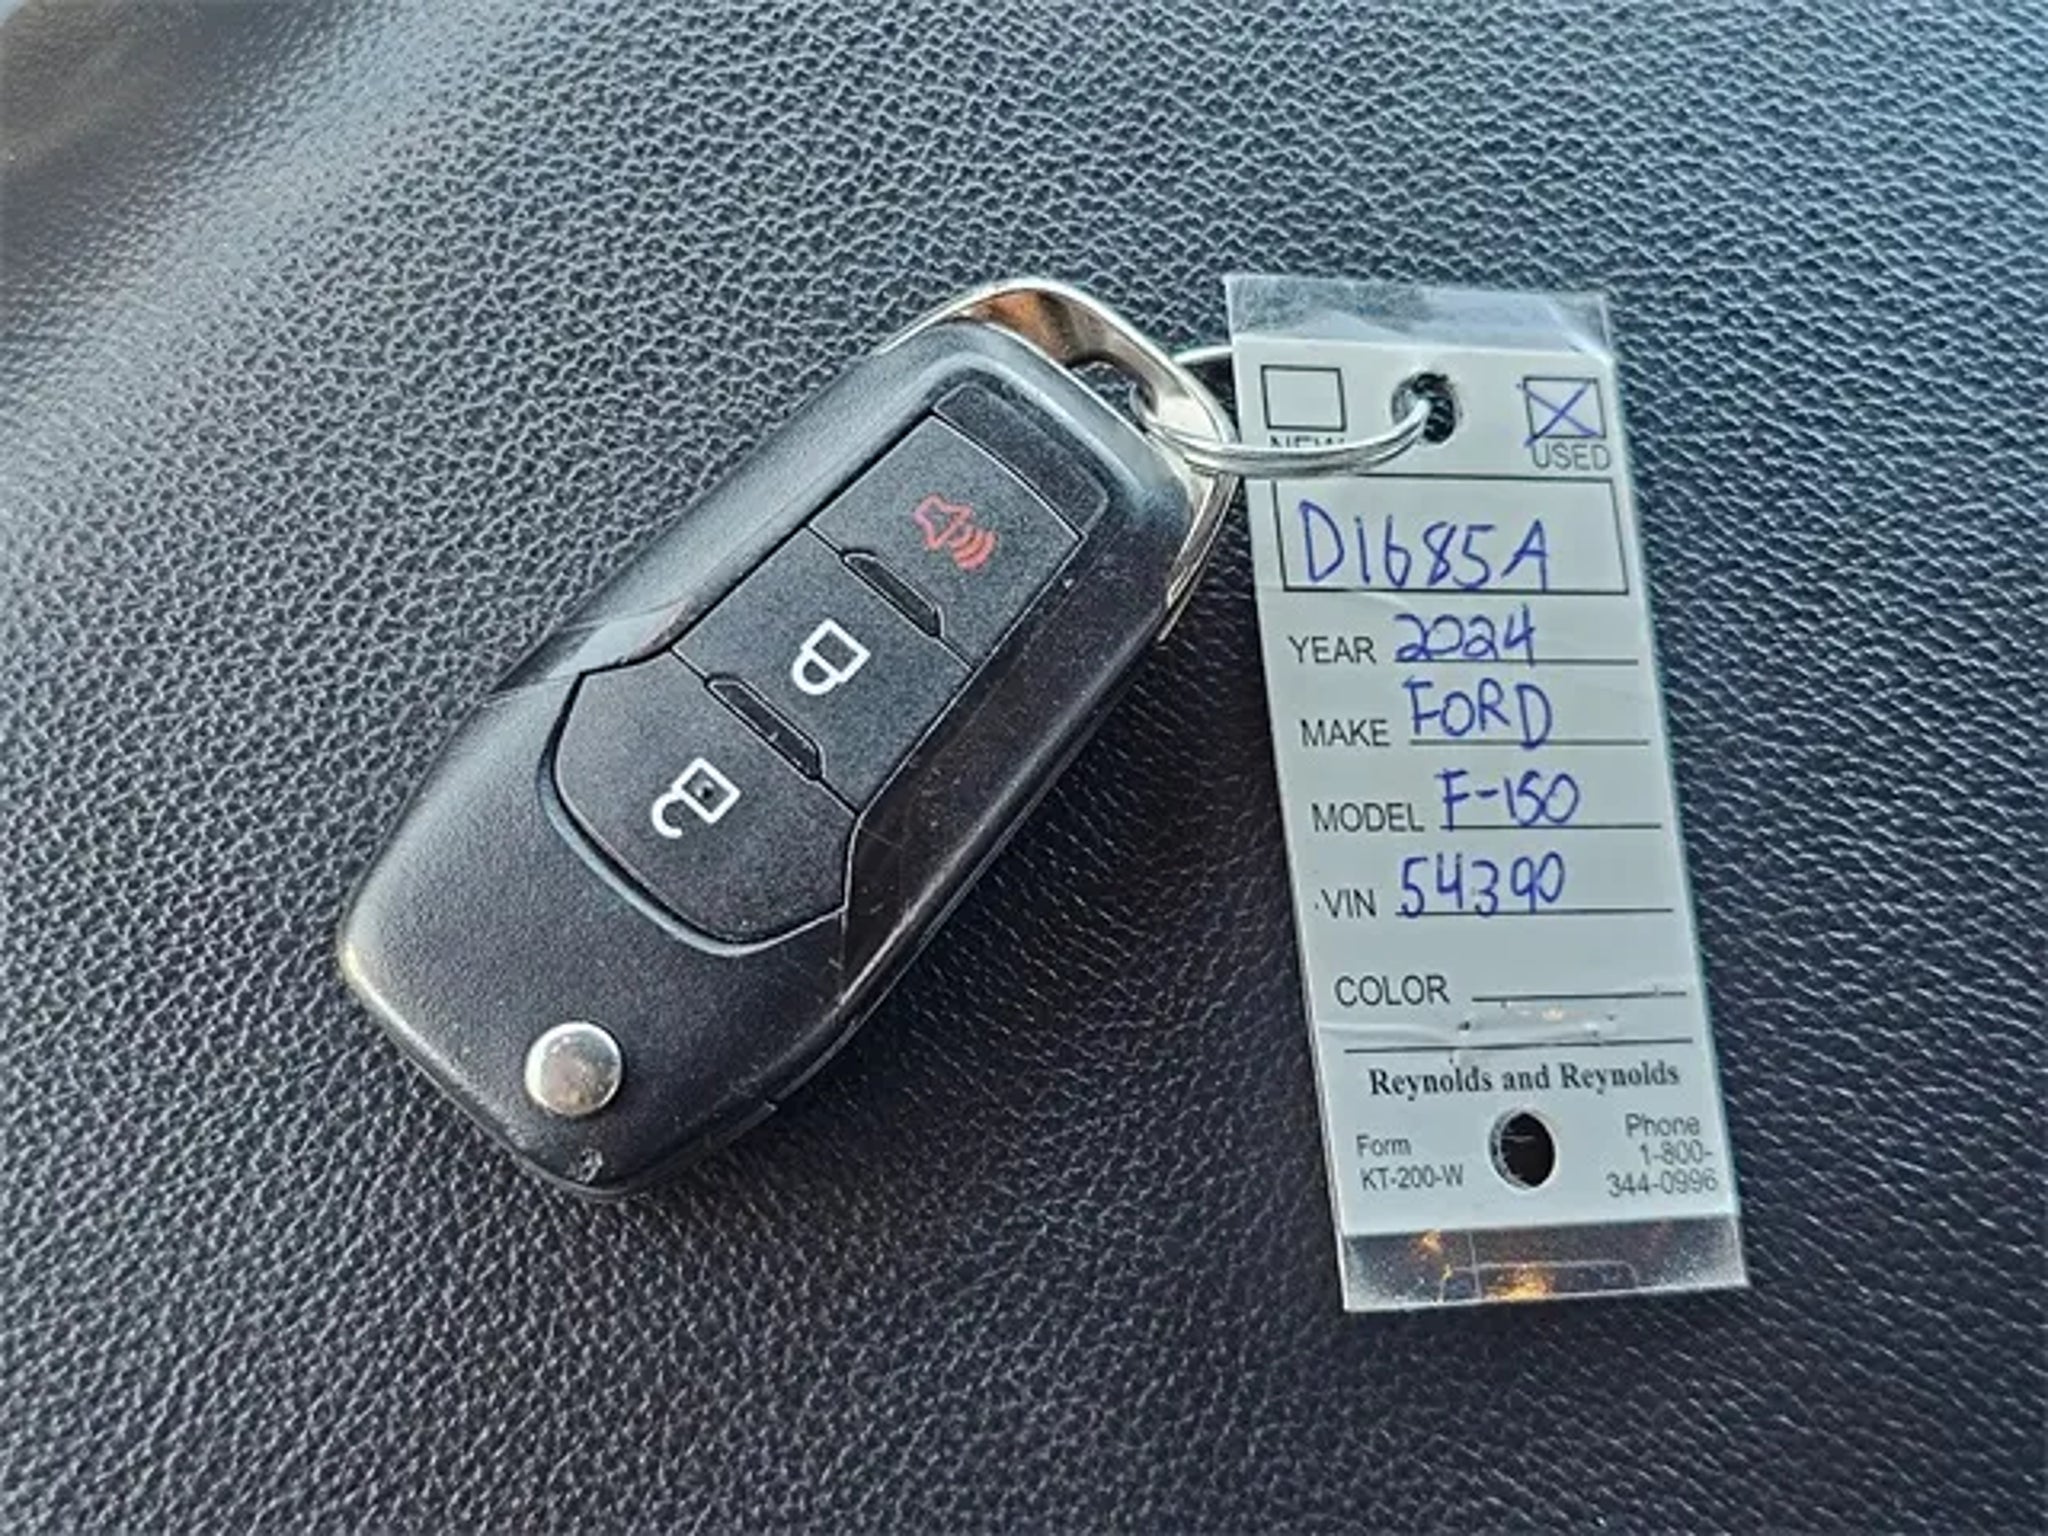 NEW
USED
D1685A
YEAR 2024
MAKE FORD
MODEL F-150
VIN 54390
COLOR
Reynolds and Reynolds
Form
KT-200-W
Phone
1-800-
344-0996